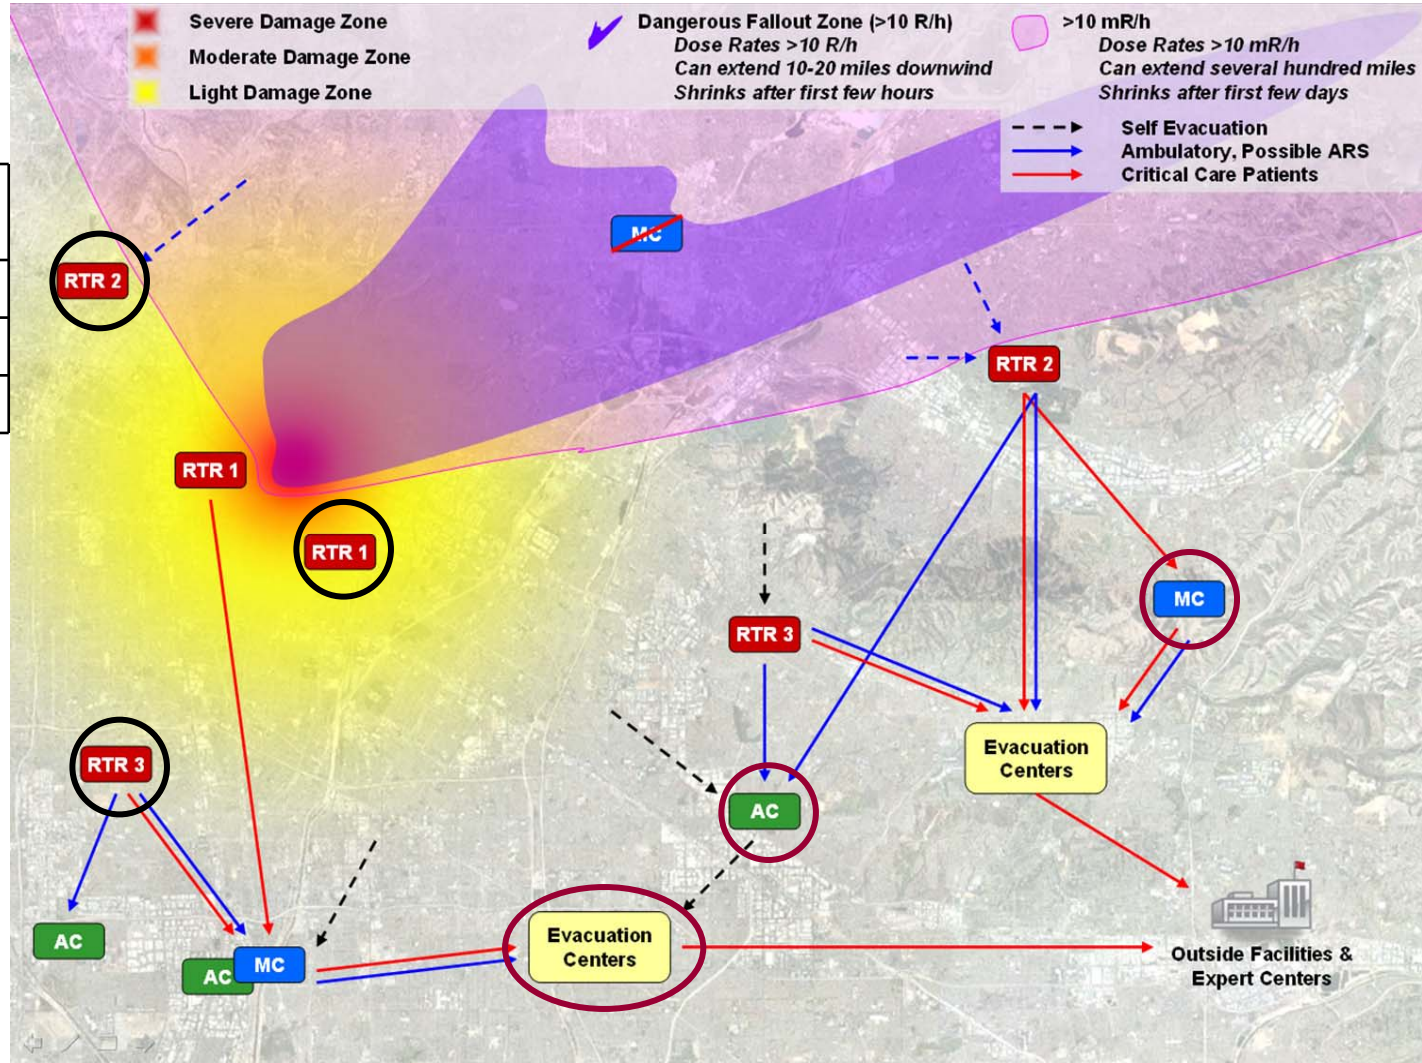 Severe Damage Zone
Moderate Damage Zone
Light Damage Zone
Dangerous Fallout Zone (>10 R/h)
Dose Rates >10 R/h
Can extend 10-20 miles downwind
Shrinks after first few hours
>10 mR/h
Dose Rates >10 mR/h
Can extend several hundred miles
Shrinks after first few days
Self Evacuation
Ambulatory, Possible ARS
Critical Care Patients
MC
RTR 2
RTR 2
RTR 1
RTR 1
MC
RTR 3
Evacuation
Centers
RTR 3
AC
AC
AC
MC
Evacuation
Centers
Outside Facilities &
Expert Centers